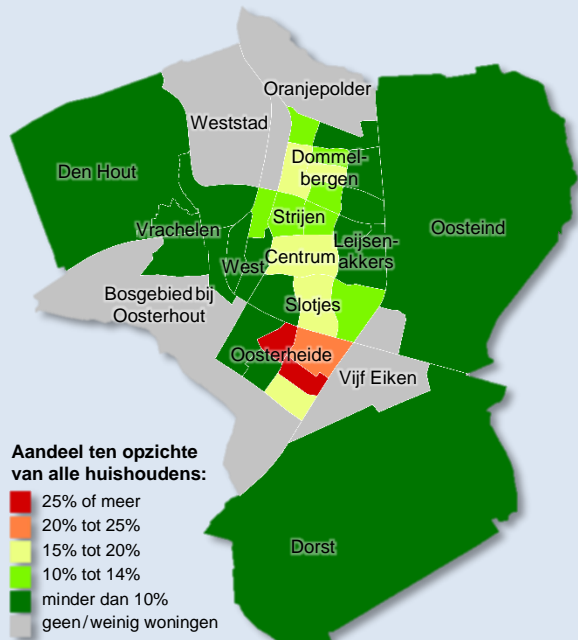 Oranjepolder
Weststad
Dommel-
bergen
Den Hout
Strijen
Oosteind
Vrachelen
Leijsen-
akkers
Centrum
West
Bosgebied bij
Oosterhout
Slotjes
Oosterheide
Vijf Eiken
Dorst
Aandeel ten opzichte
van alle huishoudens:
25% of meer
20% tot 25%
15% tot 20%
10% tot 14%
minder dan 10%
geen/weinig woningen